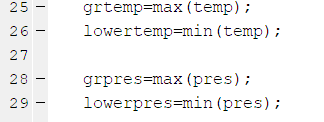 25 – grtemp=max(temp);
26 – lowertemp=min(temp);
27
28 – grpres=max(pres);
29 – lowerpres=min(pres);